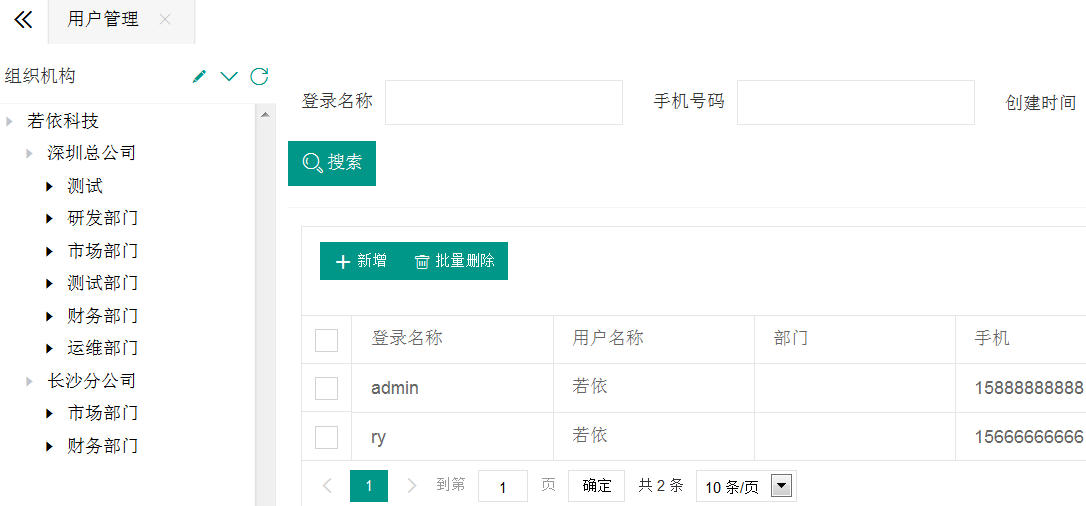 用户管理
组织机构
若依科技
深圳总公司
测试
研发部门
市场部门
测试部门
财务部门
运维部门
长沙分公司
市场部门
财务部门
登录名称 手机号码 创建时间
搜索
新增 批量删除
登录名称 用户名称 部门 手机
admin 若依 15888888888
ry 若依 15666666666
1 到第 1 页 确定 共 2 条 10 条/页